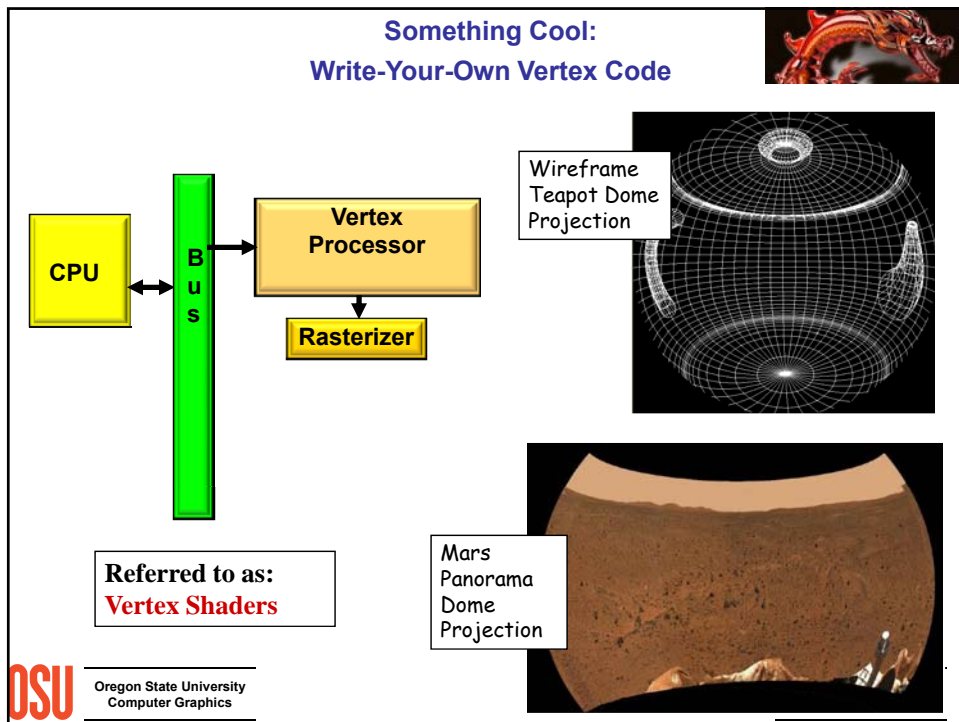 Something Cool:
Write-Your-Own Vertex Code
Wireframe
Teapot Dome
Projection
Vertex
Processor
CPU
B
u
s
Rasterizer
Mars
Panorama
Dome
Projection
Referred to as:
Vertex Shaders
OSU
Oregon State University
Computer Graphics